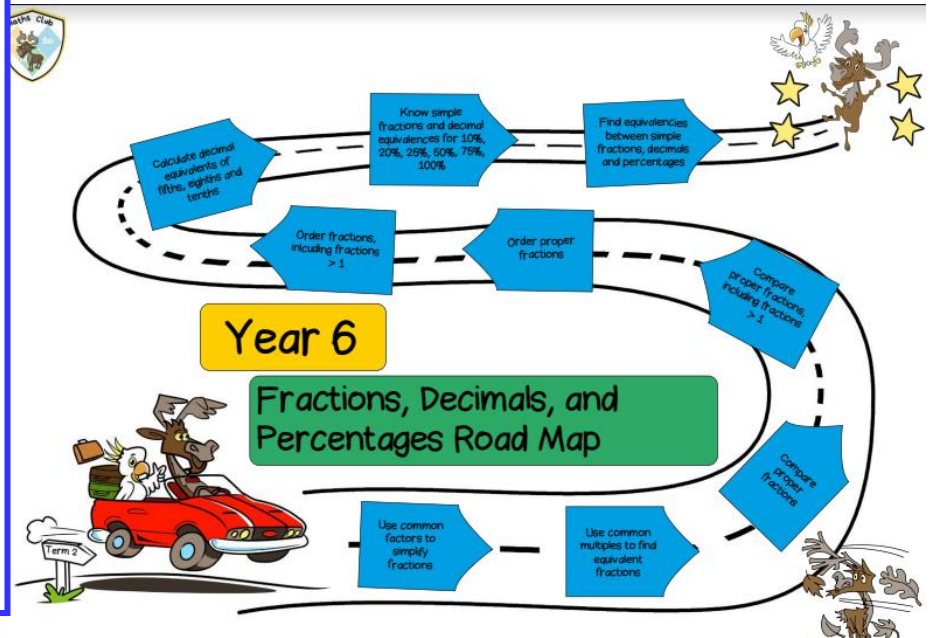 Maths Club
Know simple
fractions and decimal
equivalences for 10%,
20%, 25%, 50%, 75%,
100%
Find equivalencies
between simple
fractions, decimals
and percentages
Calculate decimal
equivalents of
fifths, eighths and
tenths
Order fractions,
inlcuding fractions
> 1
Order proper
fractions
Compare
proper fractions,
including fractions
> 1
Year 6
Fractions, Decimals, and
Percentages Road Map
Compare
proper
fractions
Use common
factors to
simplify
fractions
Use common
multiples to find
equivalent
fractions
Term 2